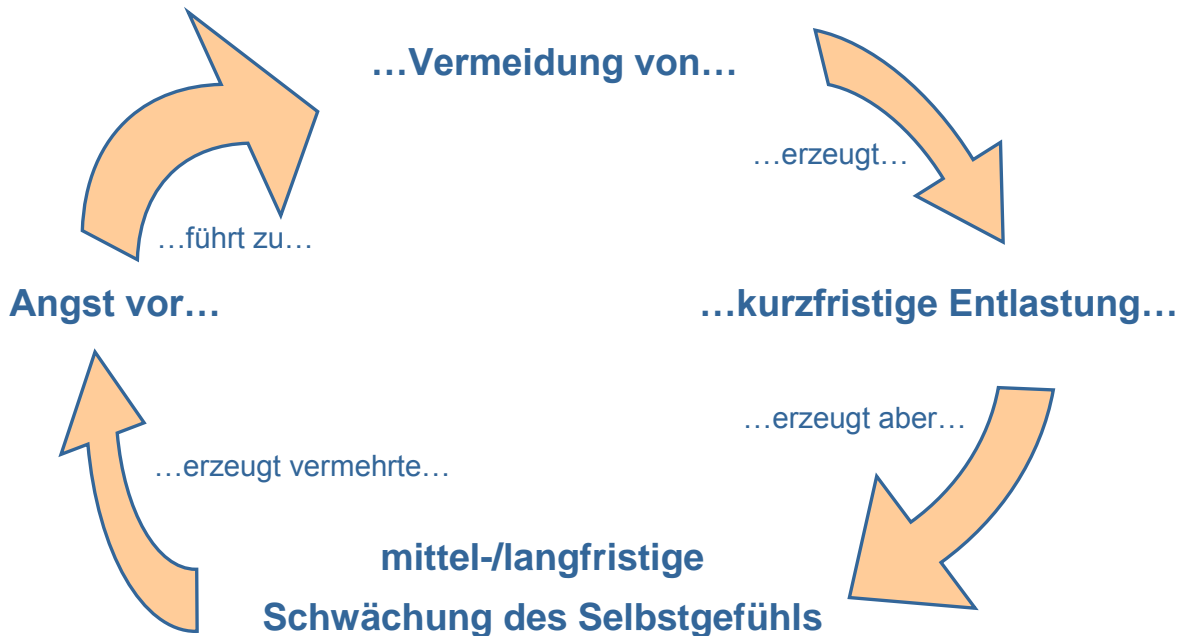 …Vermeidung von…
…erzeugt…
…führt zu…
Angst vor…
…kurzfristige Entlastung…
…erzeugt aber…
…erzeugt vermehrte…
mittel-/langfristige
Schwächung des Selbstgefühls